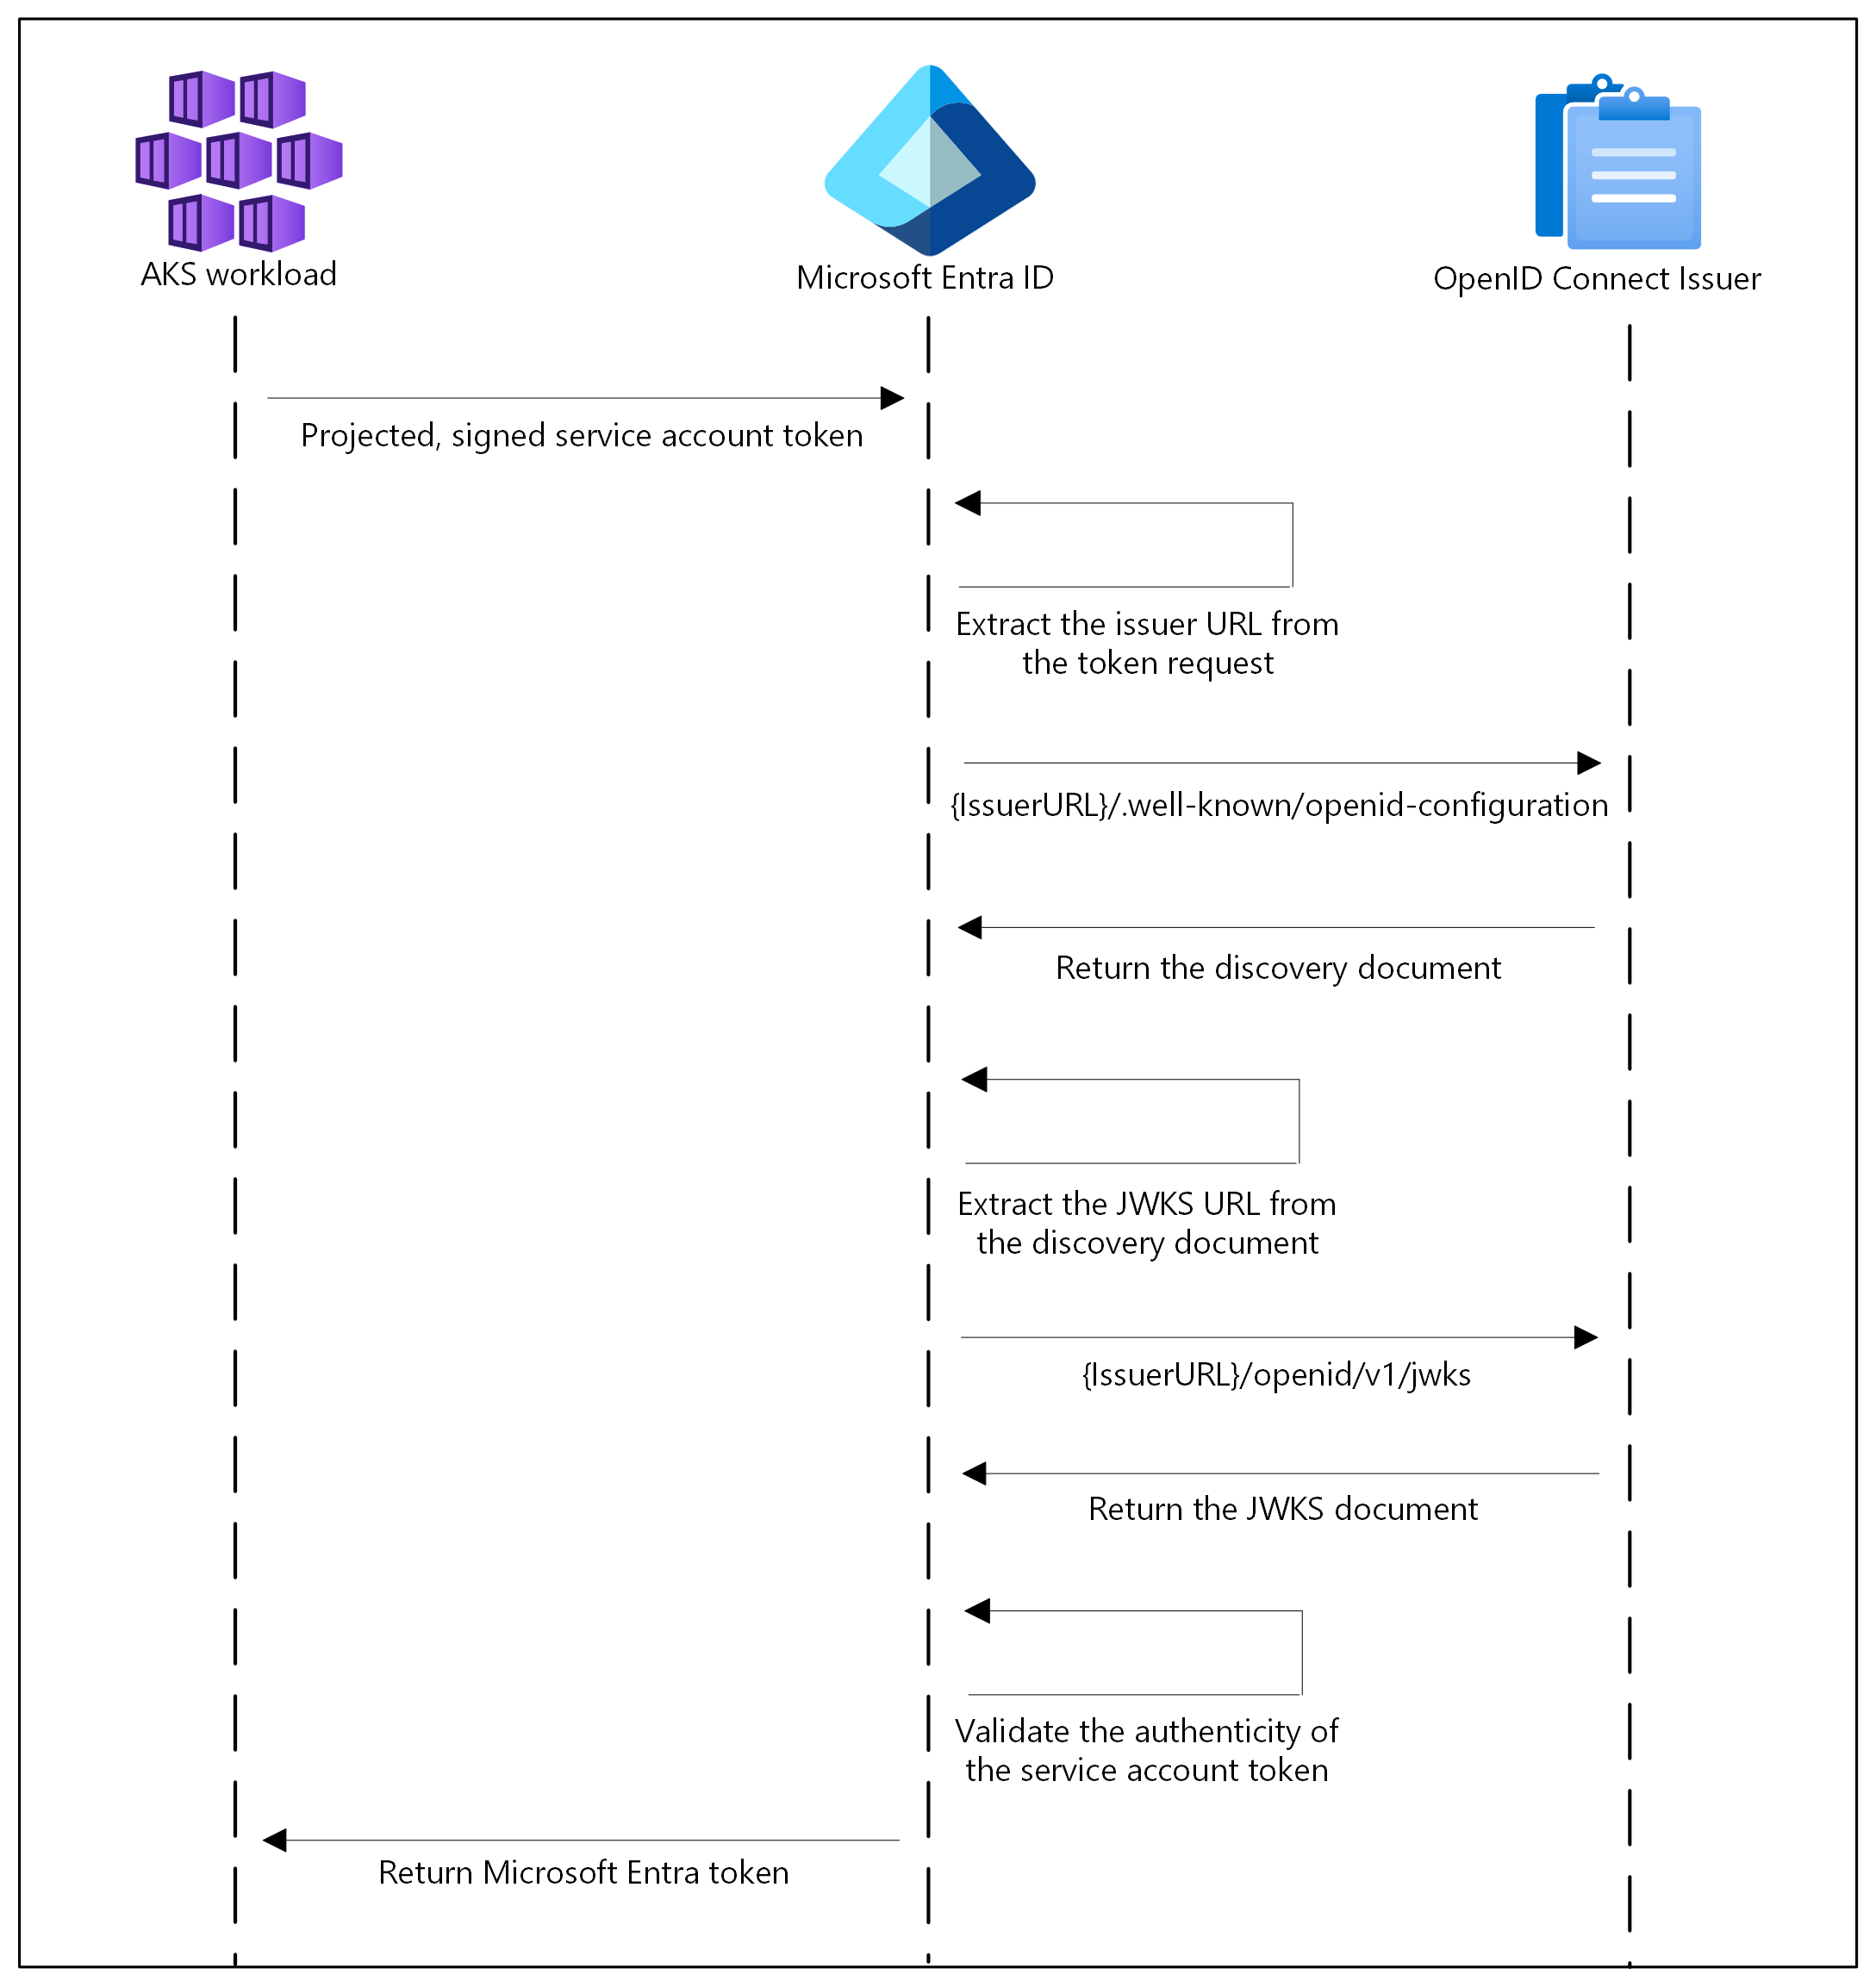 AKS workload
Microsoft Entra ID
OpenID Connect Issuer
Projected, signed service account token
Extract the issuer URL from
the token request
{IssuerURL}/.well-known/openid-configuration
Return the discovery document
Extract the JWKS URL from
the discovery document
{IssuerURL}/openid/v1/jwks
Return the JWKS document
Validate the authenticity of
the service account token
Return Microsoft Entra token